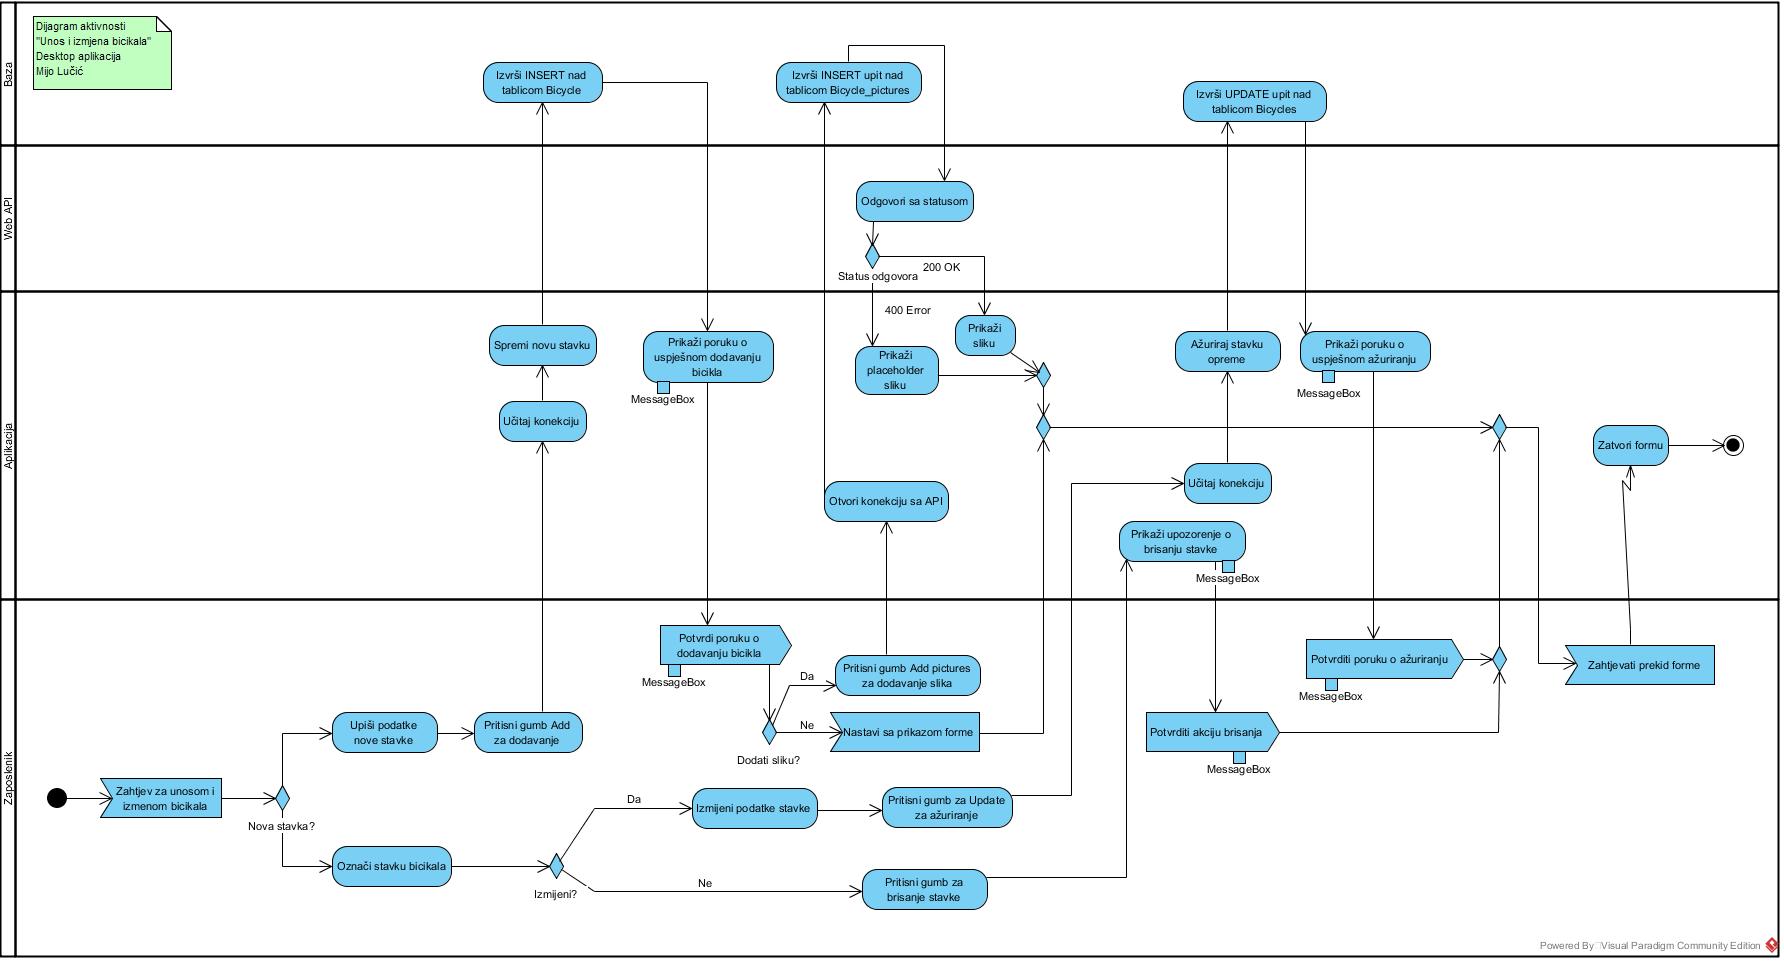 Dijagram aktivnosti
"Unos i izmjena bicikala"
Desktop aplikacija
Mijo Lučić
Baza
Izvrši INSERT nad
tablicom Bicycle
Izvrši INSERT upit nad
tablicom Bicycle_pictures
Izvrši UPDATE upit nad
tablicom Bicycles
Web API
Odgovori sa statusom
Status odgovora
200 OK
400 Error
Aplikacija
Spremi novu stavku
Učitaj konekciju
Prikaži poruku o
uspješnom dodavanju
bicikla
MessageBox
Prikaži
placeholder
sliku
Prikaži
sliku
Otvori konekciju sa API
Ažuriraj stavku
opreme
Učitaj konekciju
Prikaži poruku o
uspješnom ažuriranju
MessageBox
Prikaži upozorenje o
brisanju stavke
MessageBox
Zatvori formu
Zaposlenik
Zahtjev za unosom i
izmenom bicikala
Nova stavka?
Upiši podatke
nove stavke
Pritisni gumb Add
za dodavanje
Potvrdi poruku o
dodavanju bicikla
MessageBox
Dodati sliku?
Da
Ne
Pritisni gumb Add pictures
za dodavanje slika
Nastavi sa prikazom forme
Označi stavku bicikala
Izmijeni?
Da
Ne
Izmijeni podatke stavke
Pritisni gumb za Update
za ažuriranje
Pritisni gumb za
brisanje stavke
Potvrditi akciju brisanja
MessageBox
Potvrditi poruku o ažuriranju
MessageBox
Zahtjevati prekid forme
Powered By Visual Paradigm Community Edition